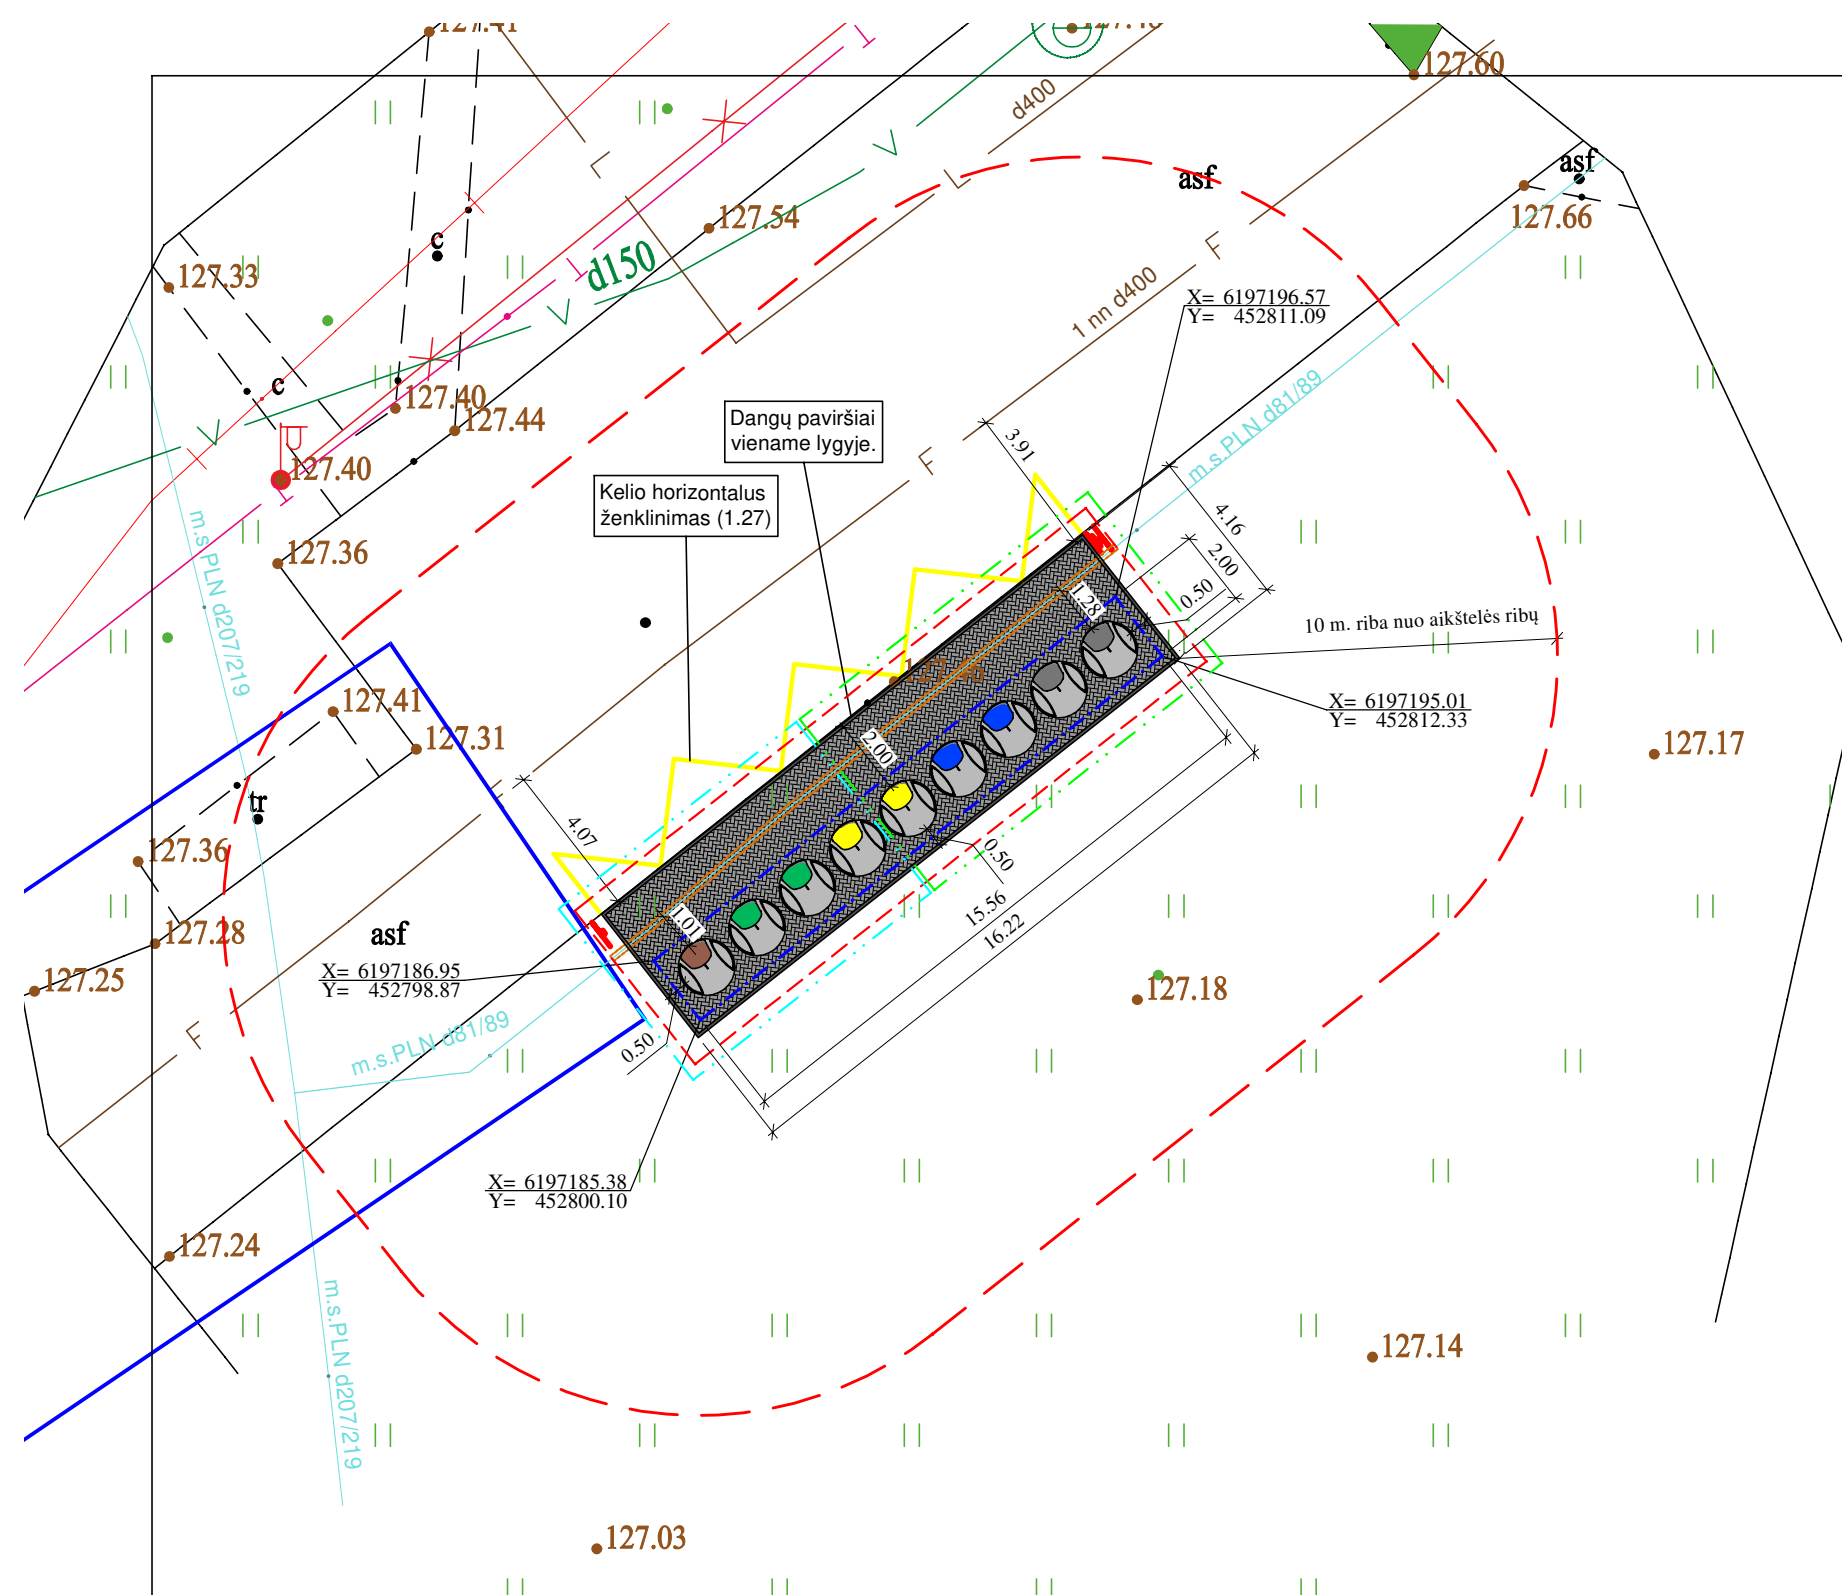 127.41
127.60
d400
asf
asf
127.54
127.66
c
127.33
d150
X= 6197196.57
Y= 452811.09
1 nn d400
c
127.40
127.44
m.s.PLN d81/89
Dangų paviršiai
viename lygyje.
3.91
127.40
Kelio horizontalus
ženklinimas (1.27)
4.16
127.36
m.s.PLN d207/219
2.00
1.28
0.50
10 m. riba nuo aikštelės ribų
X= 6197195.01
Y= 452812.33
127.41
127.31
127.17
2.00
tr
4.07
127.36
0.50
15.56
16.22
1.01
127.28
asf
X= 6197186.95
Y= 452798.87
127.25
127.18
m.s.PLN d81/89
0.50
X= 6197185.38
Y= 452800.10
127.24
m.s.PLN d207/219
127.14
127.03